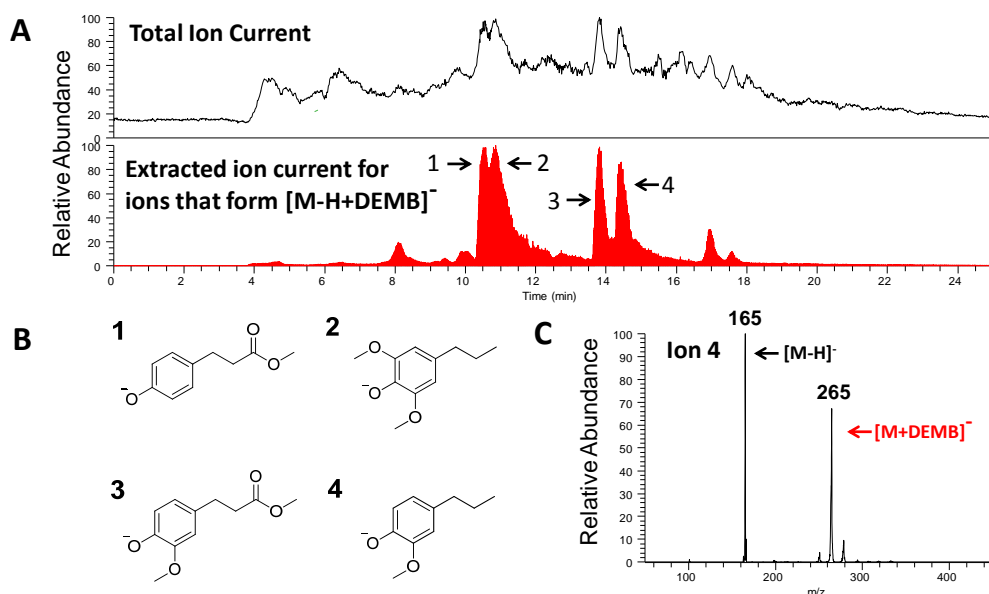 A
Total Ion Current
Relative Abundance
100
80
60
40
20
0
Extracted ion current for
ions that form [M-H+DEMB]⁻
1
2
3
4
100
80
60
40
20
0
0 2 4 6 8 10 12 14 16 18 20 22 24
Time (min)
B
1
O
O
⁻O
2
O
⁻O
O
3
O
O
⁻O
O
4
⁻O
O
C
Ion 4
165
[M-H]⁻
265
[M+DEMB]⁻
Relative Abundance
100
90
80
70
60
50
40
30
20
10
0
100 200 300 400
m/z